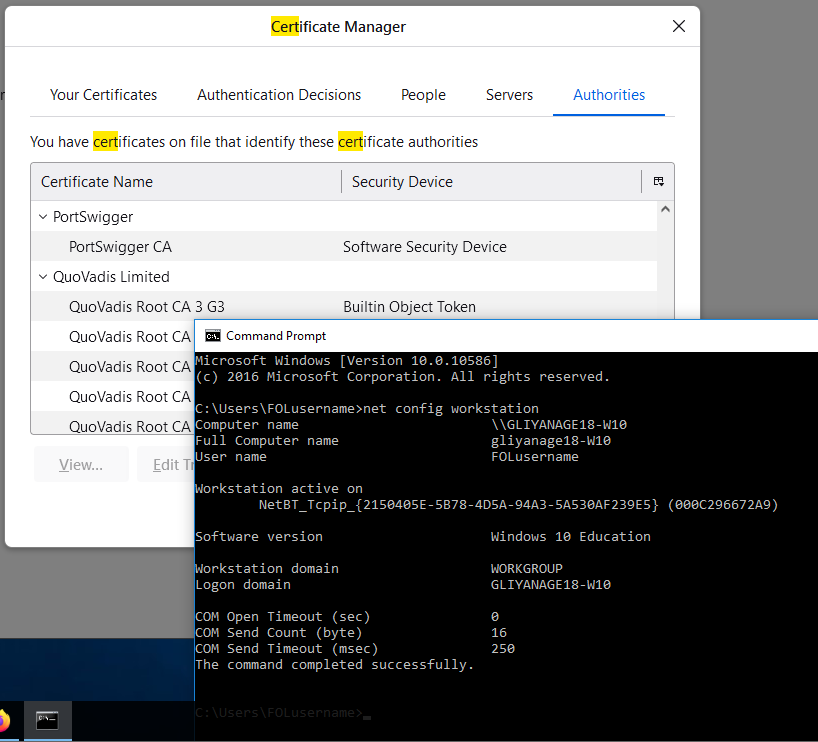 Certificate Manager
Your Certificates Authentication Decisions People Servers Authorities
You have certificates on file that identify these certificate authorities
Certificate Name Security Device
PortSwigger
PortSwigger CA Software Security Device
QuoVadis Limited
QuoVadis Root CA 3 G3 Builtin Object Token
QuoVadis Root CA
QuoVadis Root CA
QuoVadis Root CA
QuoVadis Root CA
View... Edit Tr
Command Prompt
Microsoft Windows [Version 10.0.10586]
(c) 2016 Microsoft Corporation. All rights reserved.
C:\Users\FOLusername>net config workstation
Computer name \\GLIYANAGE18-W10
Full Computer name gliyanage18-W10
User name FOLusername
Workstation active on
NetBT_Tcpip_{2150405E-5B78-4D5A-94A3-5A530AF239E5} (000C296672A9)
Software version Windows 10 Education
Workstation domain WORKGROUP
Logon domain GLIYANAGE18-W10
COM Open Timeout (sec) 0
COM Send Count (byte) 16
COM Send Timeout (msec) 250
The command completed successfully.
C:\Users\FOLusername>_